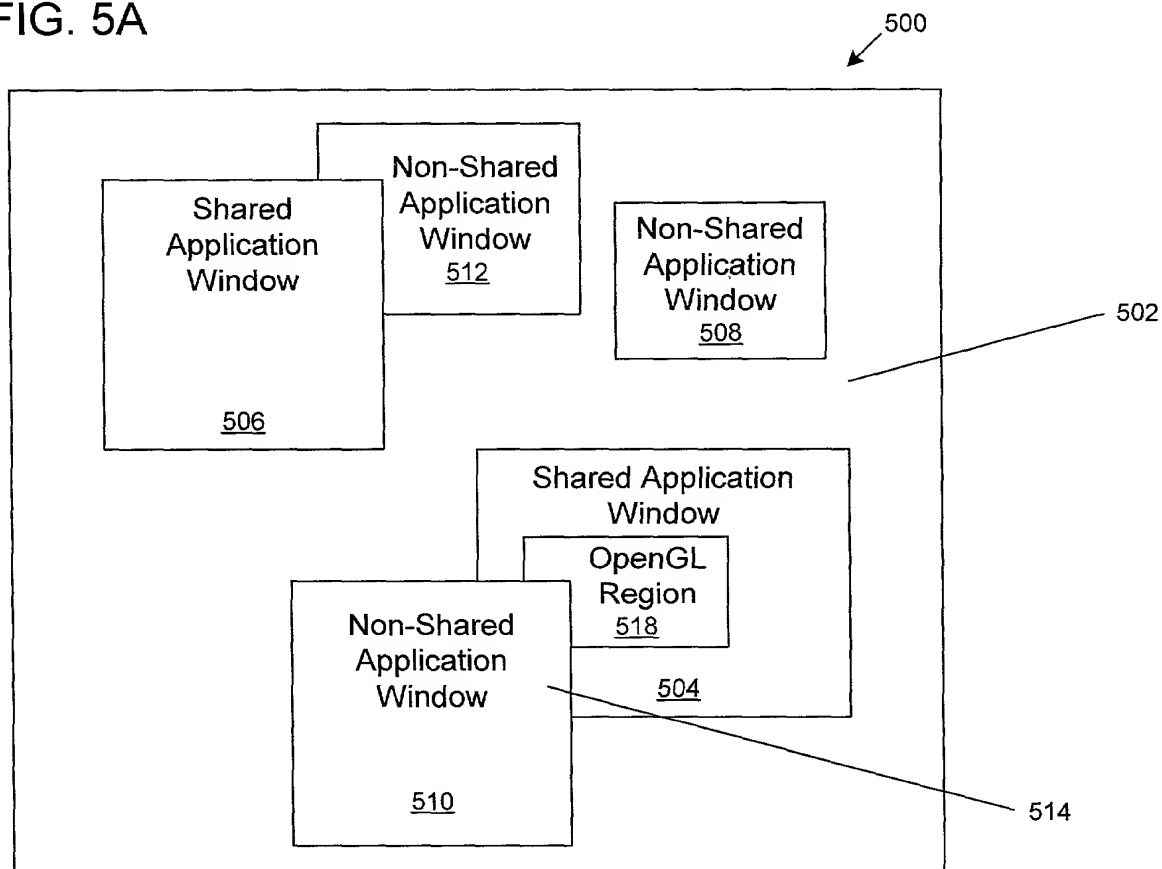 FIG. 5A
500
Non-Shared
Application
Window
512
Shared
Application
Window
506
Non-Shared
Application
Window
508
502
Shared Application
Window
OpenGL
Region
518
504
Non-Shared
Application
Window
510
514